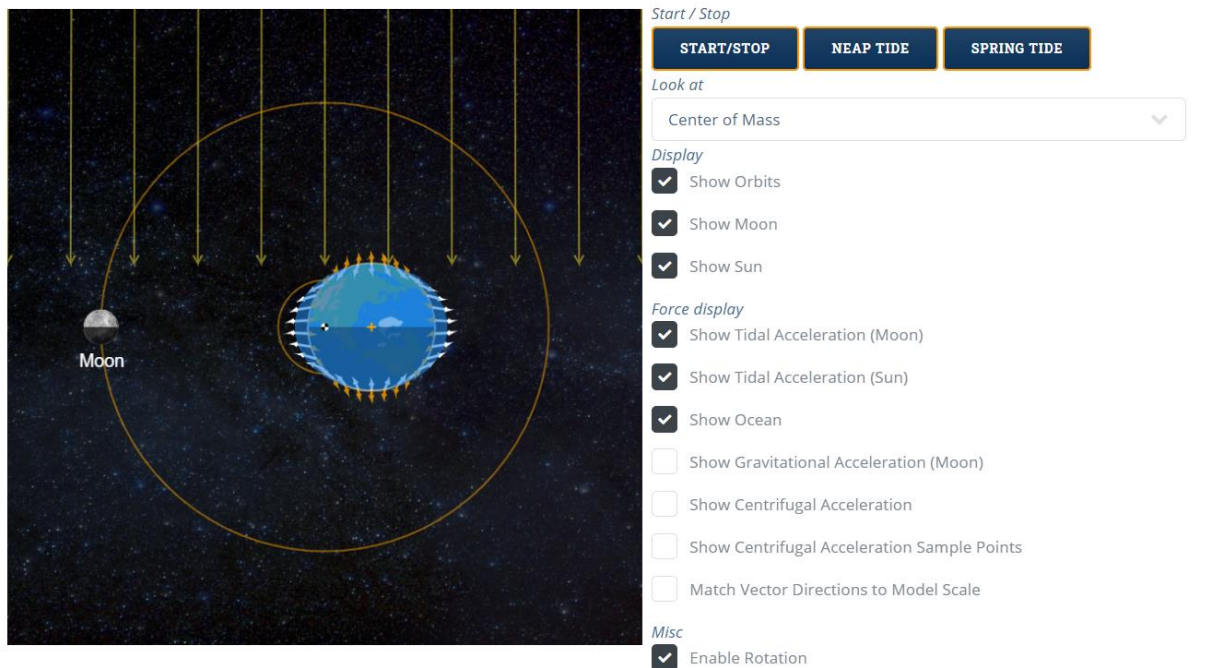 Moon
Start / Stop
START/STOP NEAP TIDE SPRING TIDE
Look at
Center of Mass
Display
Show Orbits
Show Moon
Show Sun
Force display
Show Tidal Acceleration (Moon)
Show Tidal Acceleration (Sun)
Show Ocean
Show Gravitational Acceleration (Moon)
Show Centrifugal Acceleration
Show Centrifugal Acceleration Sample Points
Match Vector Directions to Model Scale
Misc
Enable Rotation